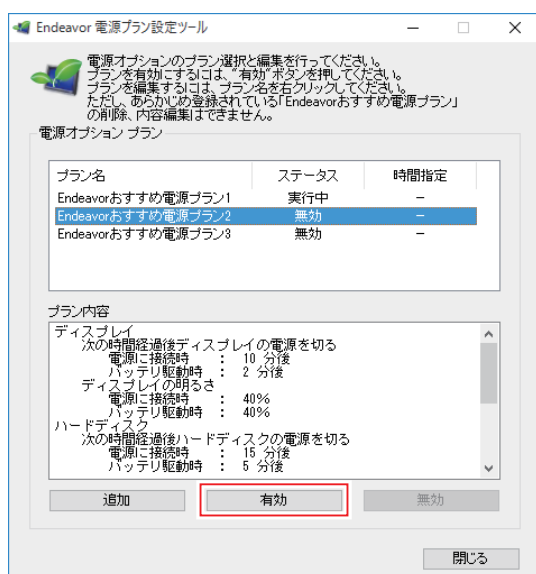 Endeavor 電源プラン設定ツール
電源オプションのプラン選択と編集を行ってください。
プランを有効にするには、"有効"ボタンを押してください。
プランを編集するには、プラン名を右クリックしてください。
ただし、あらかじめ登録されている「Endeavorおすすめ電源プラン」
の削除、内容編集はできません。
電源オプション プラン
プラン名 ステータス 時間指定
Endeavorおすすめ電源プラン1 実行中 −
Endeavorおすすめ電源プラン2 無効 −
Endeavorおすすめ電源プラン3 無効 −
プラン内容
ディスプレイ
次の時間経過後ディスプレイの電源を切る
電源に接続時 : 10 分後
バッテリ駆動時 : 2 分後
ディスプレイの明るさ
電源に接続時 : 40%
バッテリ駆動時 : 40%
ハードディスク
次の時間経過後ハードディスクの電源を切る
電源に接続時 : 15 分後
バッテリ駆動時 : 5 分後
追加 有効 無効
閉じる